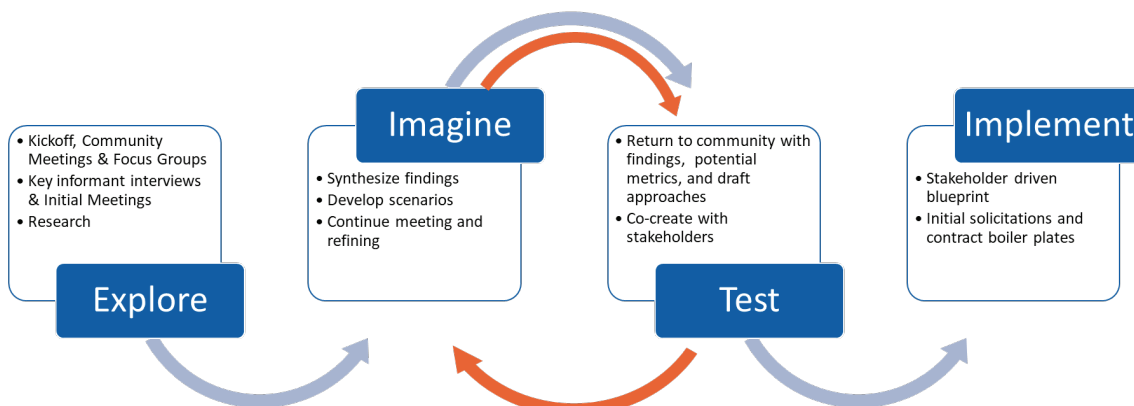 • Kickoff, Community
Meetings & Focus Groups
• Key informant interviews
& Initial Meetings
• Research
Explore
Imagine
• Synthesize findings
• Develop scenarios
• Continue meeting and
refining
• Return to community with
findings, potential
metrics, and draft
approaches
• Co-create with
stakeholders
Test
Implement
• Stakeholder driven
blueprint
• Initial solicitations and
contract boiler plates